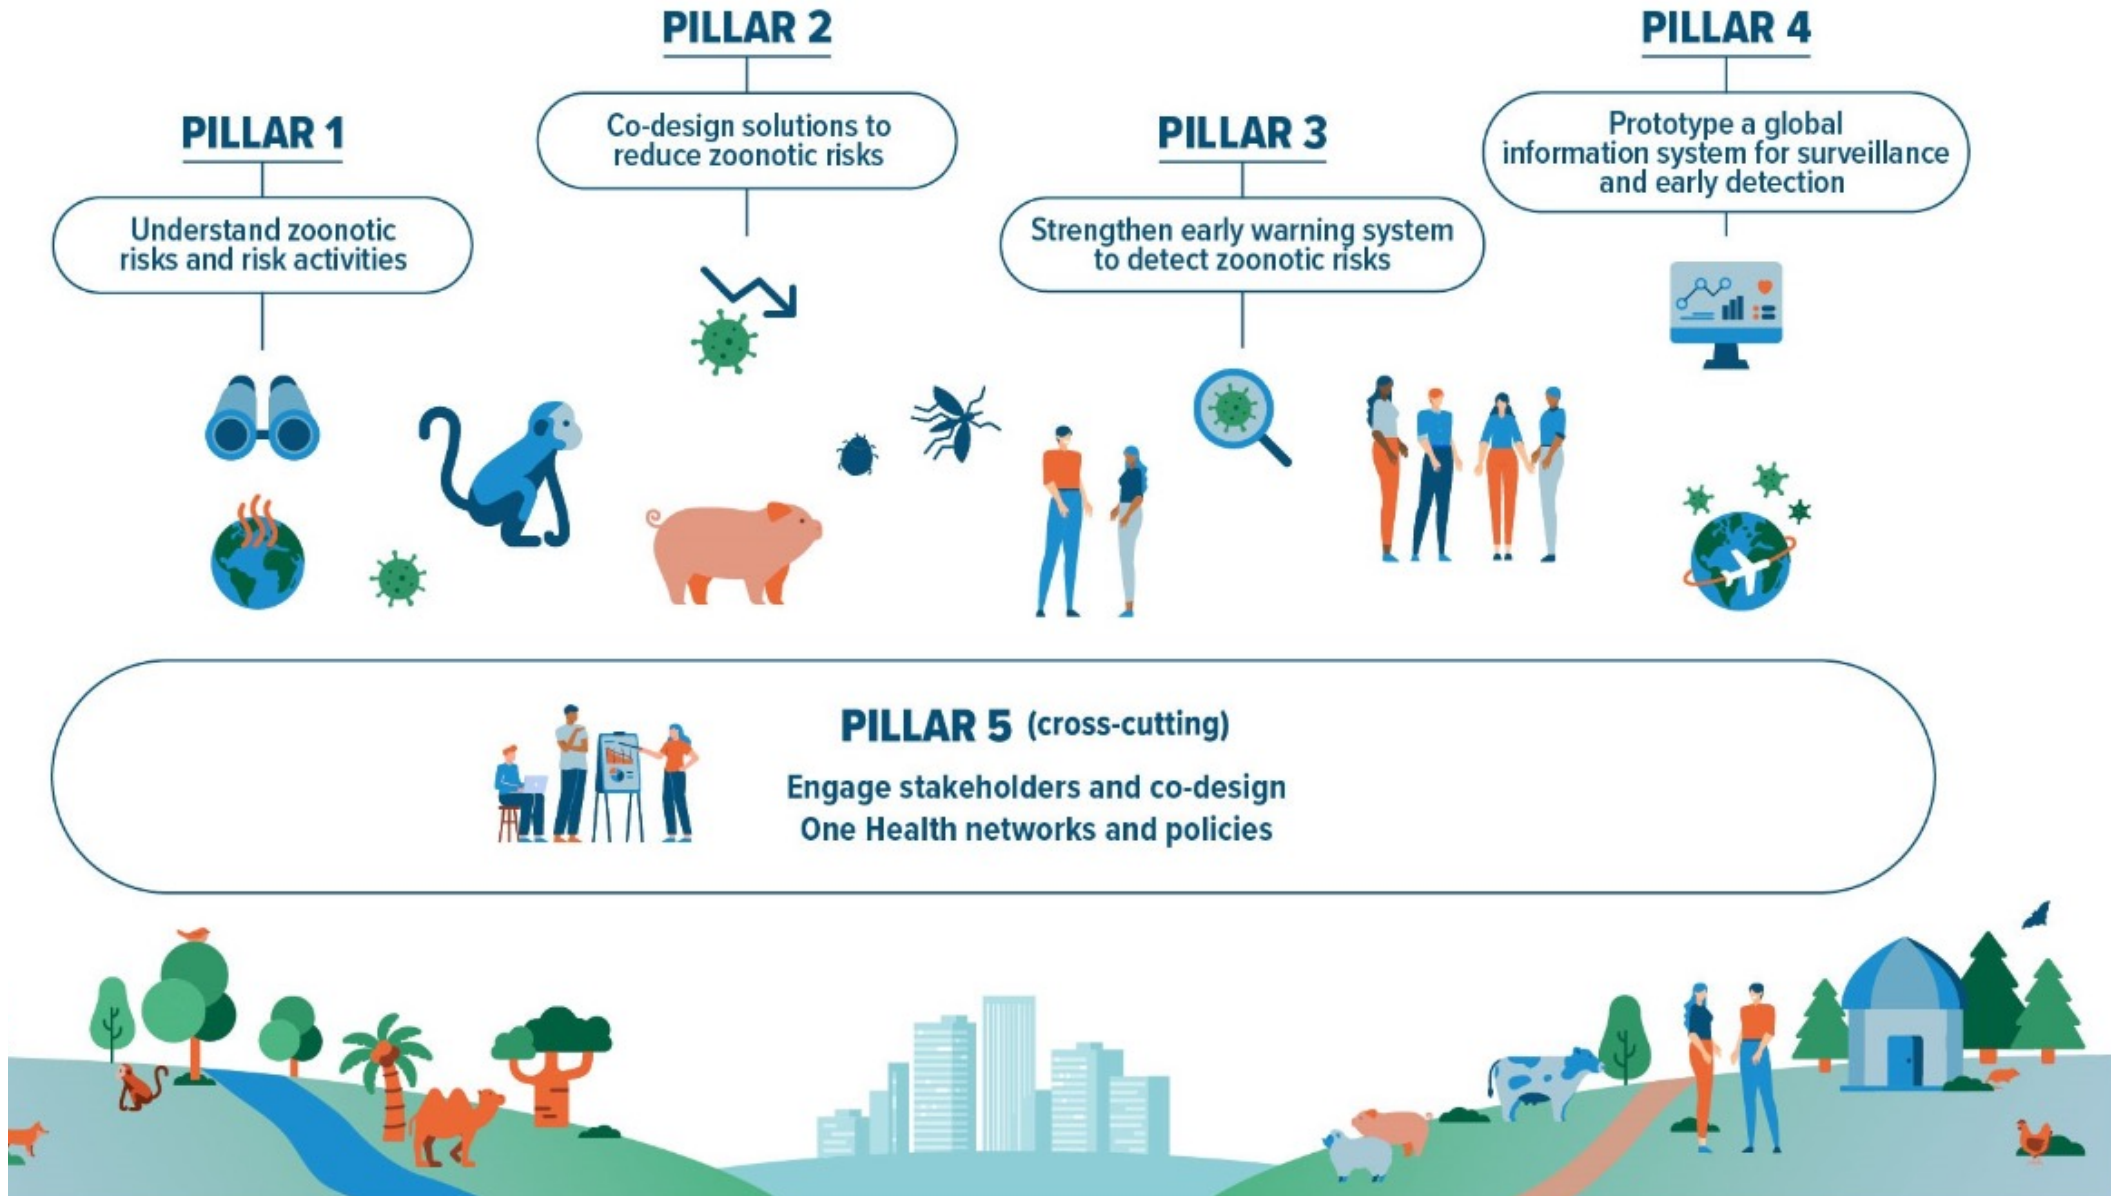 PILLAR 1
Understand zoonotic
risks and risk activities
PILLAR 2
Co-design solutions to
reduce zoonotic risks
PILLAR 3
Strengthen early warning system
to detect zoonotic risks
PILLAR 4
Prototype a global
information system for surveillance
and early detection
PILLAR 5 (cross-cutting)
Engage stakeholders and co-design
One Health networks and policies